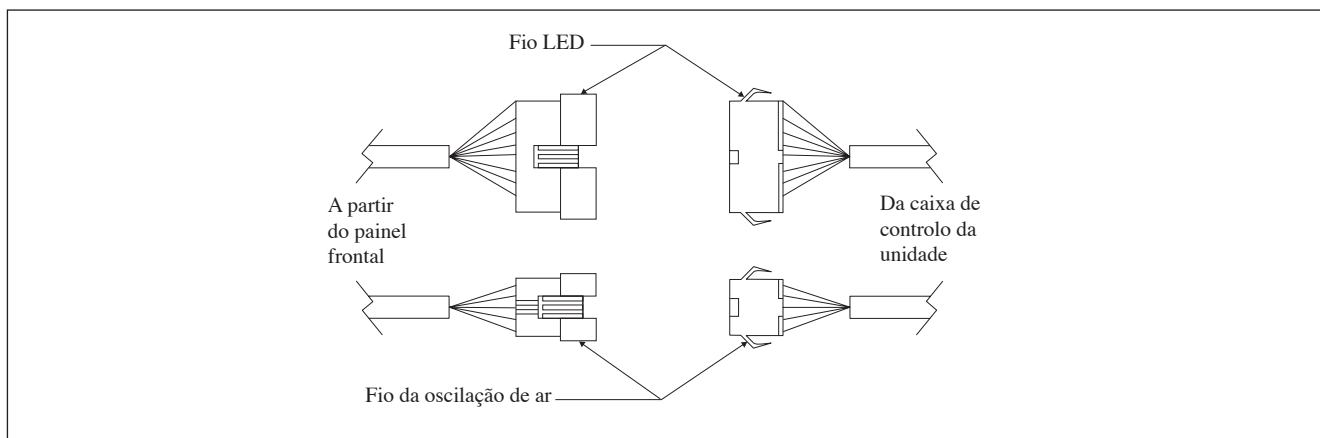 Fio LED
A partir
do painel
frontal
Da caixa de
controlo da
unidade
Fio da oscilação de ar